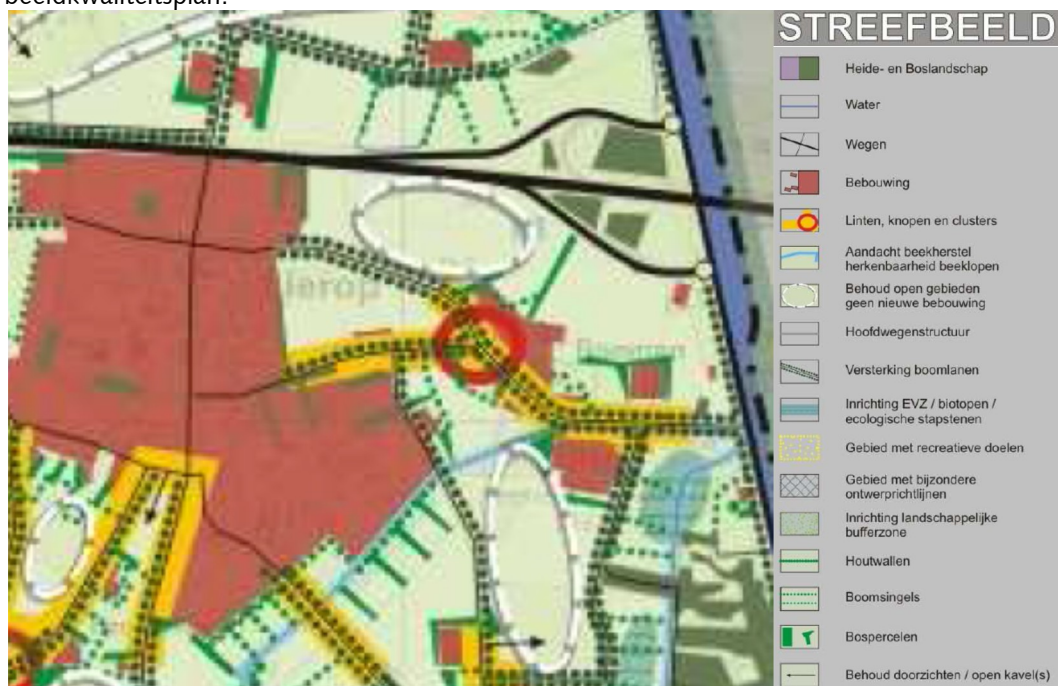 beeldkwaliteitsplan.
STREEFBEELD
Heide- en Boslandschap
Water
Wegen
Bebouwing
Linten, knopen en clusters
Aandacht beekherstel
herkenbaarheid beeklopen
Behoud open gebieden
geen nieuwe bebouwing
Hoofdwegenstructuur
Versterking boomlanen
Inrichting EVZ / biotopen /
ecologische stapstenen
Gebied met recreatieve doelen
Gebied met bijzondere
ontwerprichtlijnen
Inrichting landschappelijke
bufferzone
Houtwallen
Boomsingels
Bospercelen
Behoud doorzichten / open kavel(s)